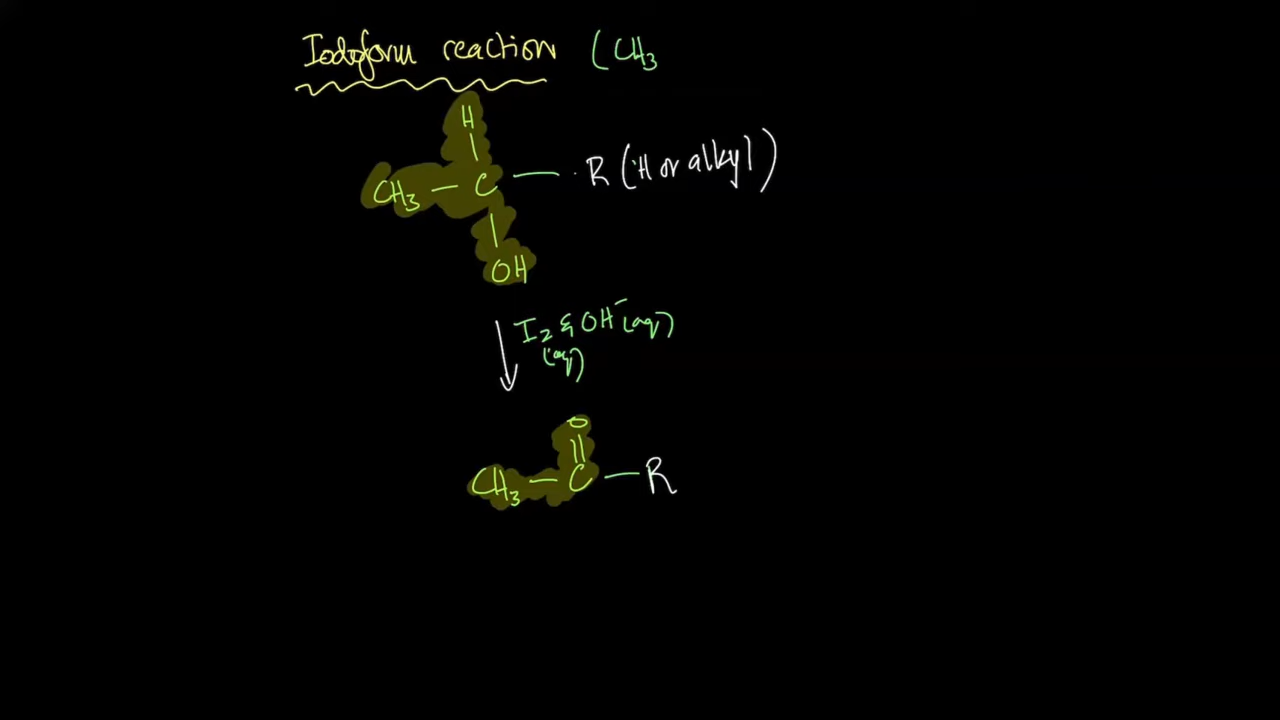 Iodoform reaction (CH3
H
CH3 — C — R (H or alkyl)
OH
I2 & OH⁻(aq)
(aq)
O
CH3 — C — R